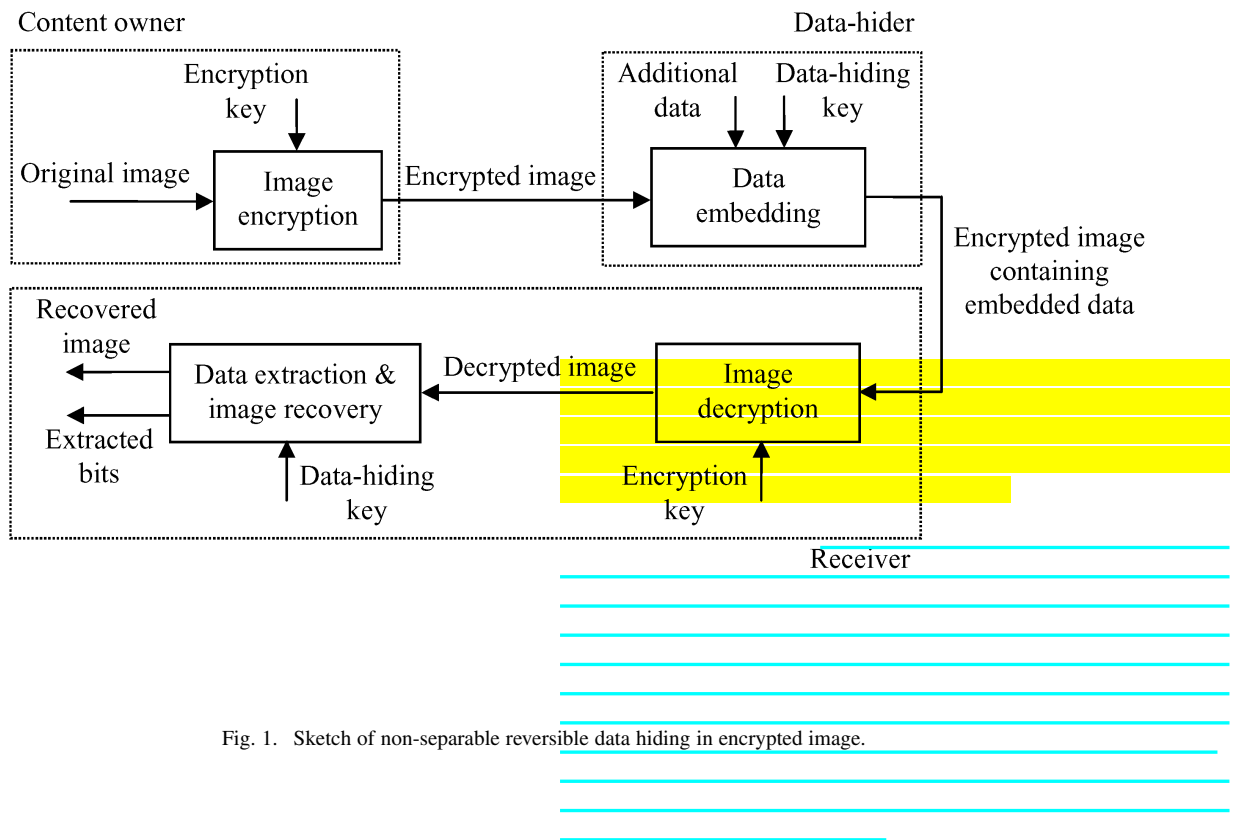 Content owner
Data-hider
Encryption
key
Additional
data
Data-hiding
key
Original image
Image
encryption
Encrypted image
Data
embedding
Encrypted image
containing
embedded data
Recovered
image
Data extraction &
image recovery
Decrypted image
Image
decryption
Extracted
bits
Data-hiding
key
Encryption
key
Receiver
Fig. 1. Sketch of non-separable reversible data hiding in encrypted image.